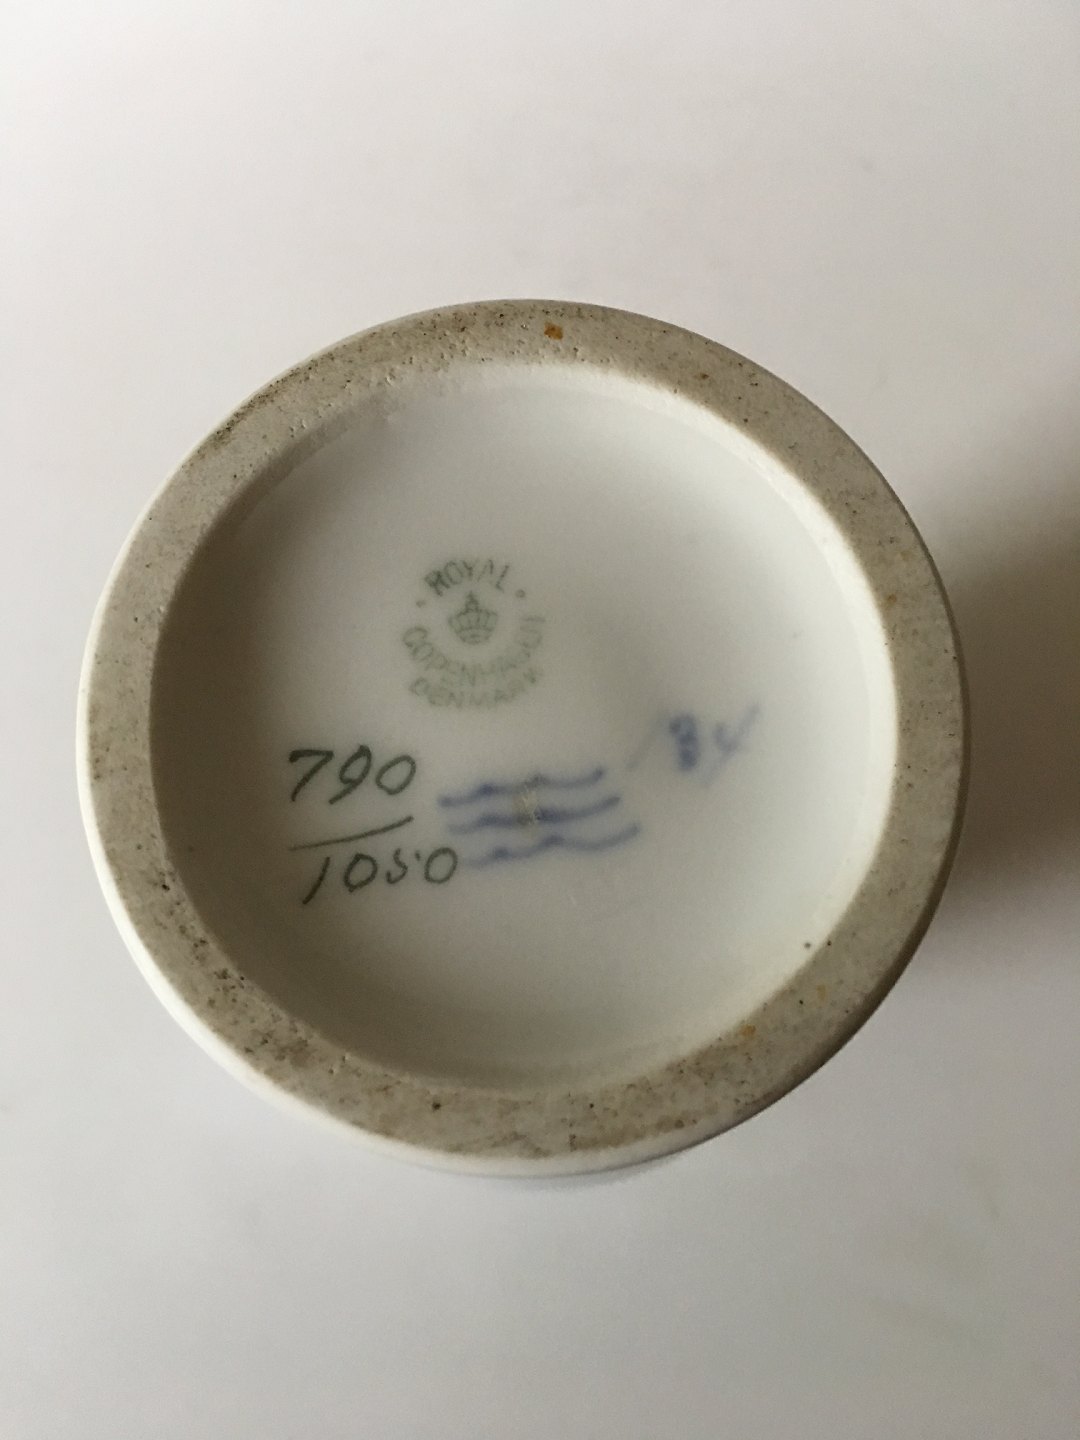 ROYAL
COPENHAGEN
DENMARK
790
1050